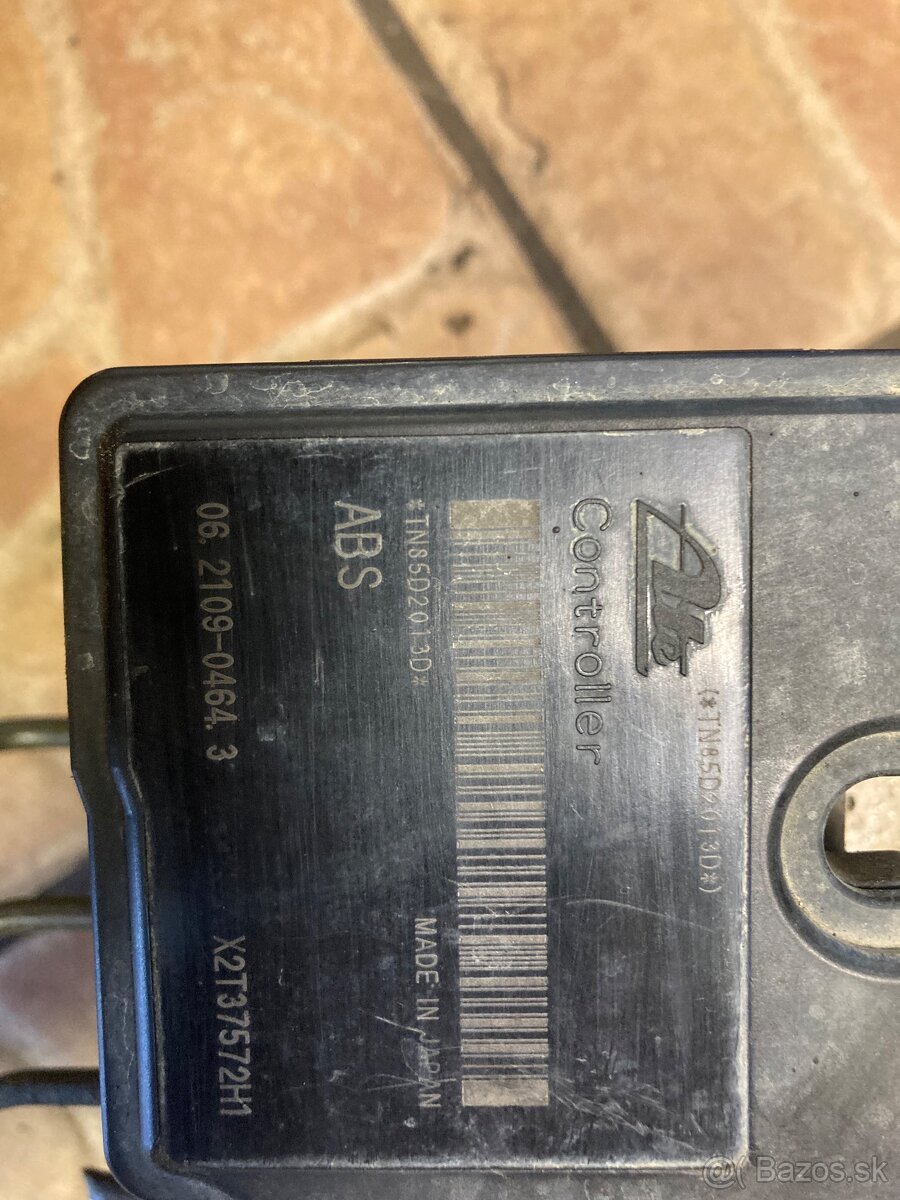 Ate
(*TN85D2013D*)
Controller
*TN85D2013D*
MADE IN JAPAN
ABS
06.2109-0464.3
X2T37572H1
@ Bazos.sk